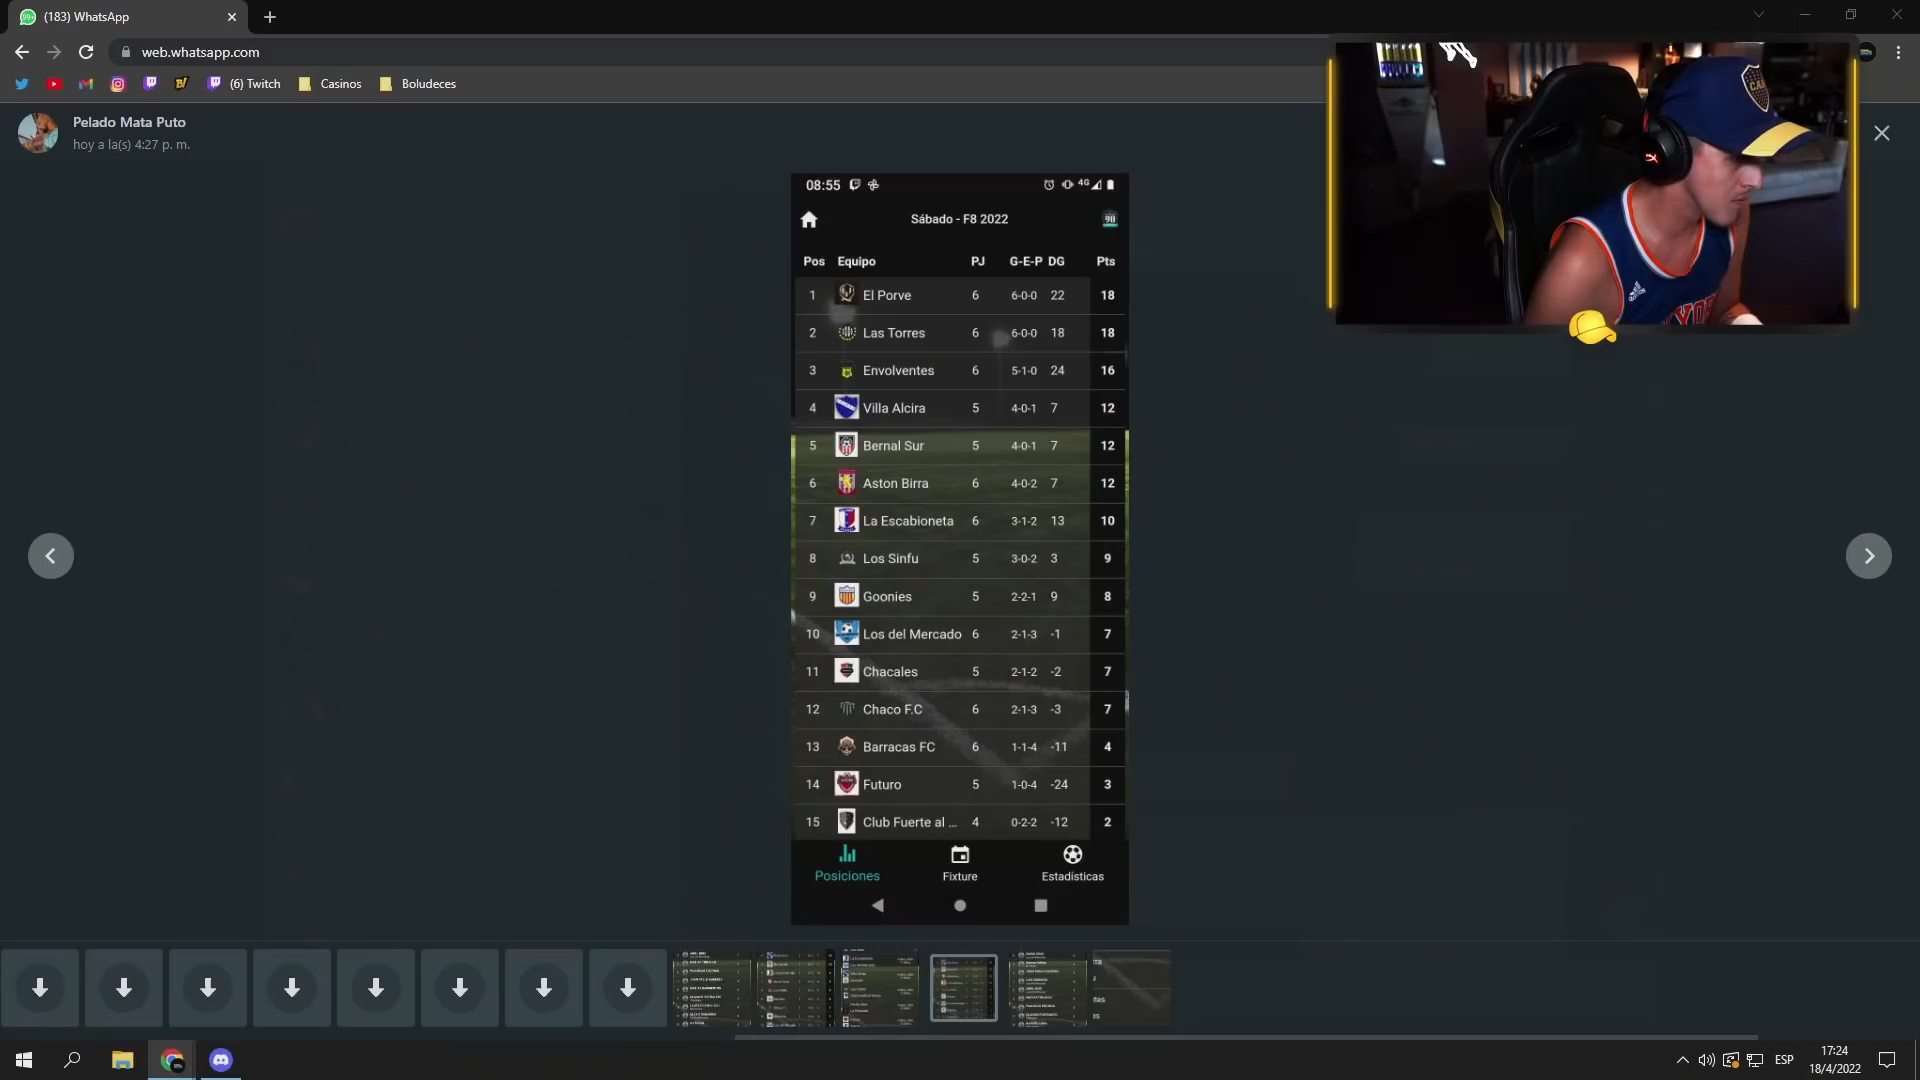 (183) WhatsApp
web.whatsapp.com
(6) Twitch
Casinos
Boludeces
Pelado Mata Puto
hoy a la(s) 4:27 p. m.
08:55
4G
Sábado - F8 2022
Pos Equipo PJ G-E-P DG Pts
1 El Porve 6 6-0-0 22 18
2 Las Torres 6 6-0-0 18 18
3 Envolventes 6 5-1-0 24 16
4 Villa Alcira 5 4-0-1 7 12
5 Bernal Sur 5 4-0-1 7 12
6 Aston Birra 6 4-0-2 7 12
7 La Escabioneta 6 3-1-2 13 10
8 Los Sinfu 5 3-0-2 3 9
9 Goonies 5 2-2-1 9 8
10 Los del Mercado 6 2-1-3 -1 7
11 Chacales 5 2-1-2 -2 7
12 Chaco F.C 6 2-1-3 -3 7
13 Barracas FC 6 1-1-4 -11 4
14 Futuro 5 1-0-4 -24 3
15 Club Fuerte al ... 4 0-2-2 -12 2
Posiciones
Fixture
Estadísticas
ESP
17:24
18/4/2022